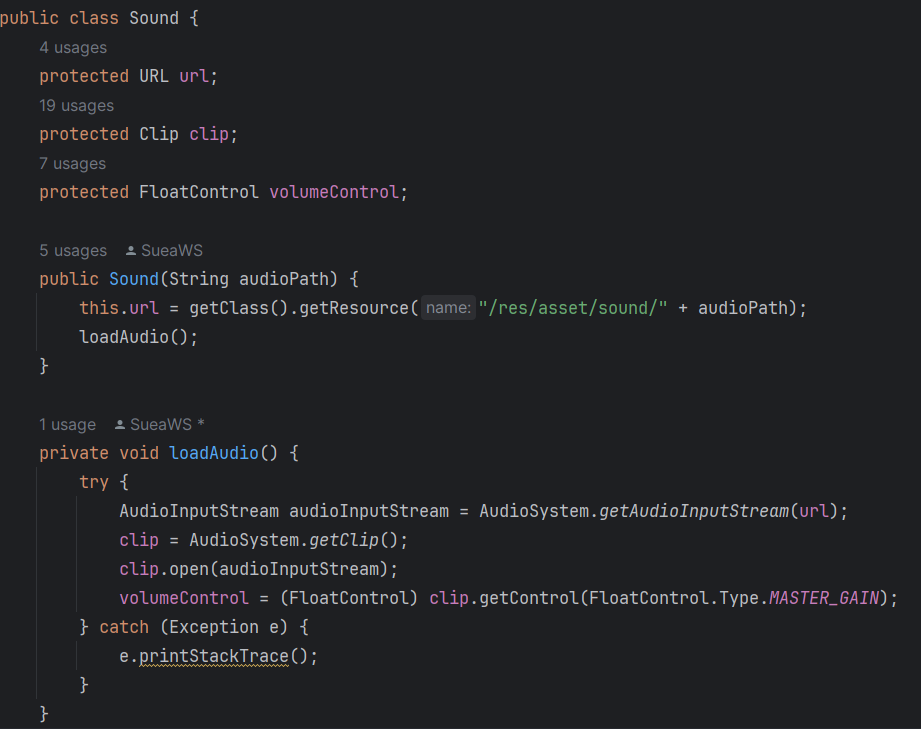 public class Sound {
4 usages
protected URL url;
19 usages
protected Clip clip;
7 usages
protected FloatControl volumeControl;
5 usages SueaWS
public Sound(String audioPath) {
this.url = getClass().getResource( name: "/res/asset/sound/" + audioPath);
loadAudio();
}
1 usage SueaWS *
private void loadAudio() {
try {
AudioInputStream audioInputStream = AudioSystem.getAudioInputStream(url);
clip = AudioSystem.getClip();
clip.open(audioInputStream);
volumeControl = (FloatControl) clip.getControl(FloatControl.Type.MASTER_GAIN);
} catch (Exception e) {
e.printStackTrace();
}
}